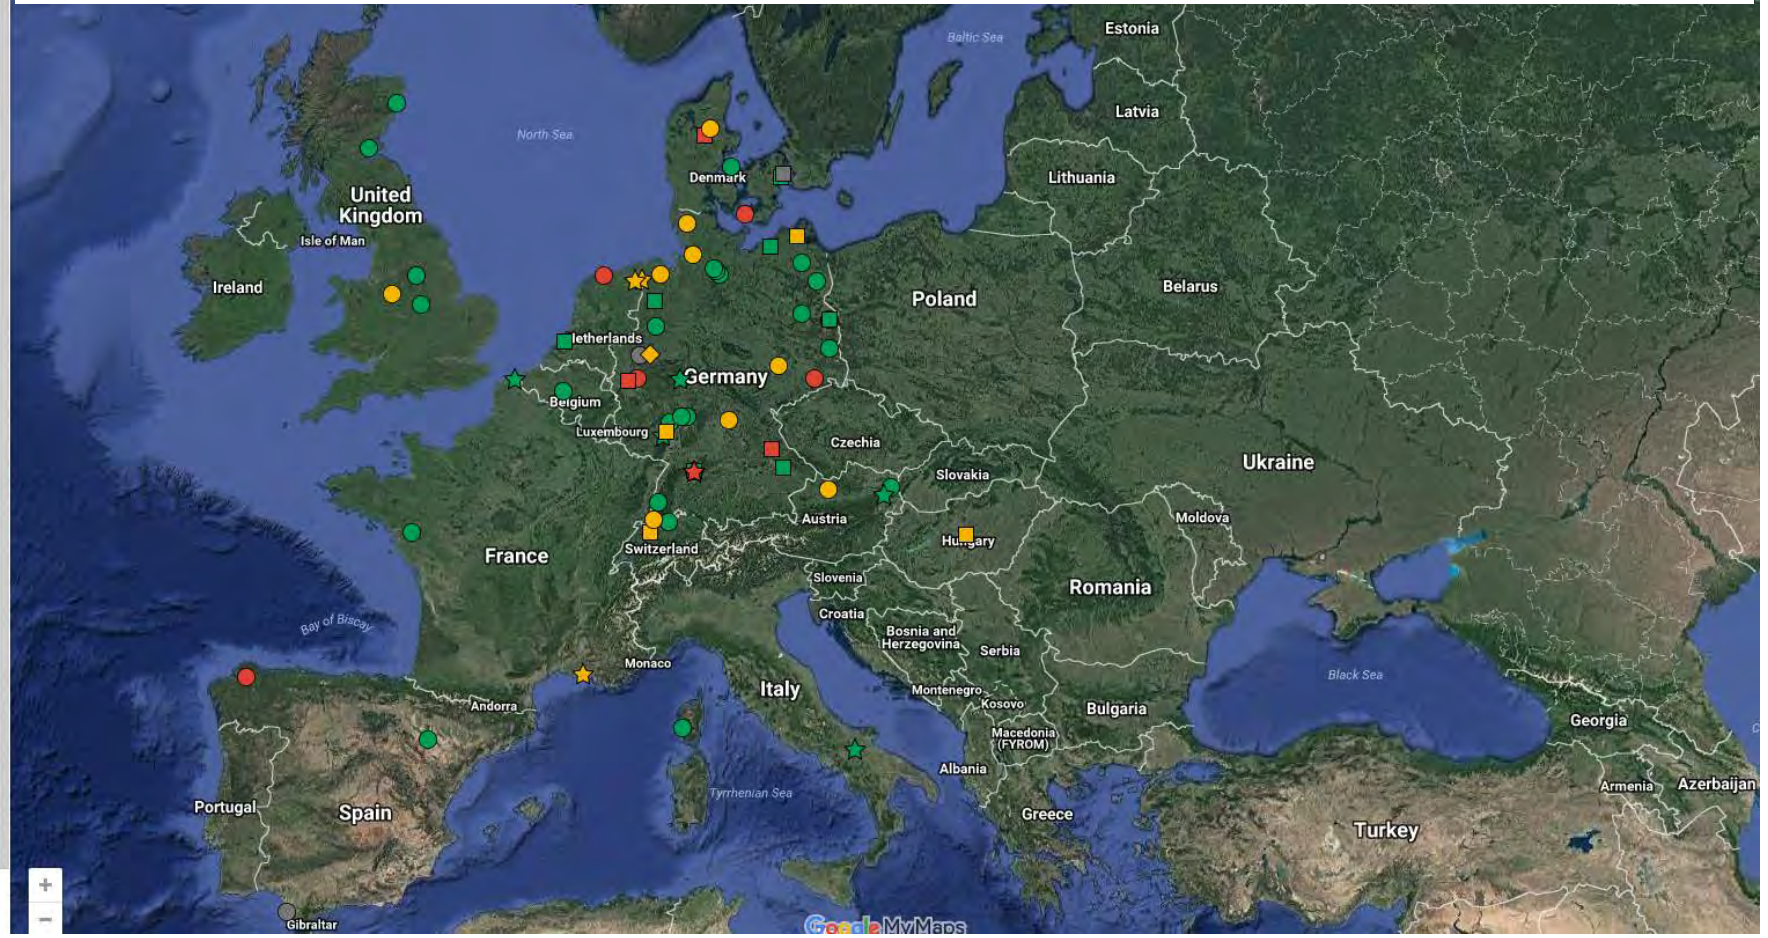 Estonia
Baltic Sea
Latvia
North Sea
Denmark
Lithuania
United
Kingdom
Isle of Man
Ireland
Belarus
Poland
etherlands
Germany
Belgium
Luxembourg
Czechia
Ukraine
Slovakia
Austria
Moldova
Hungary
Switzerland
France
Slovenia
Romania
Croatia
Bay of Biscay
Bosnia and
Herzegovina
Serbia
Monaco
Black Sea
Italy
Montenegro
Kosovo
Andorra
Bulgaria
Georgia
Macedonia
(FYROM)
Albania
Armenia
Azerbaijan
Tyrrhenian Sea
Portugal
Spain
Greece
Turkey
+
−
Gibraltar
Google My Maps